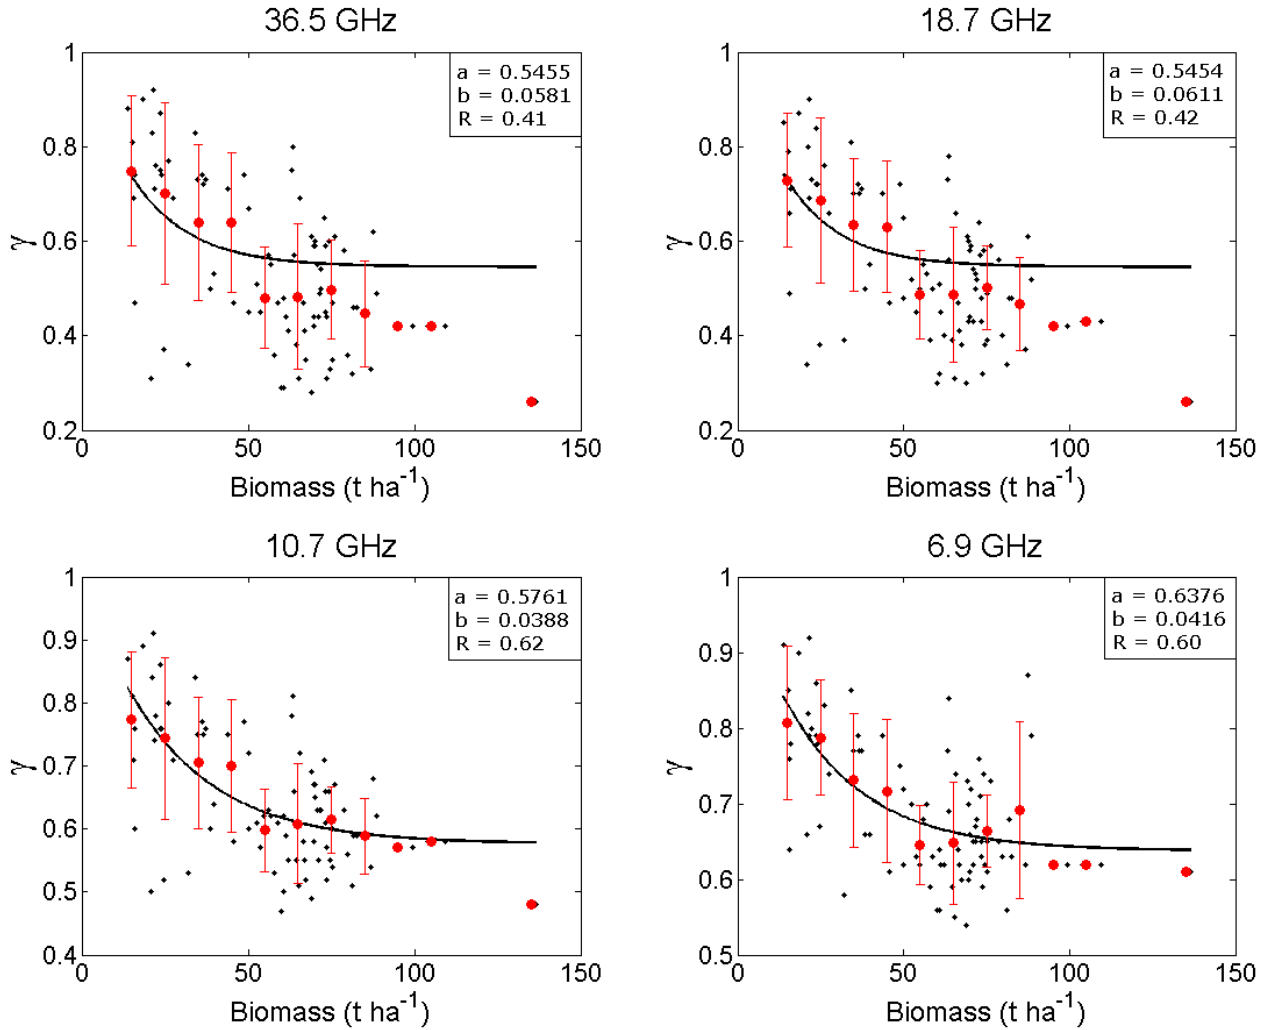 36.5 GHz
1
0.8
0.6
0.4
0.2
γ
a = 0.5455
b = 0.0581
R = 0.41
0 50 100 150
Biomass (t ha⁻¹)
18.7 GHz
1
0.8
0.6
0.4
0.2
γ
a = 0.5454
b = 0.0611
R = 0.42
0 50 100 150
Biomass (t ha⁻¹)
10.7 GHz
1
0.9
0.8
0.7
0.6
0.5
0.4
γ
a = 0.5761
b = 0.0388
R = 0.62
0 50 100 150
Biomass (t ha⁻¹)
6.9 GHz
1
0.9
0.8
0.7
0.6
0.5
γ
a = 0.6376
b = 0.0416
R = 0.60
0 50 100 150
Biomass (t ha⁻¹)